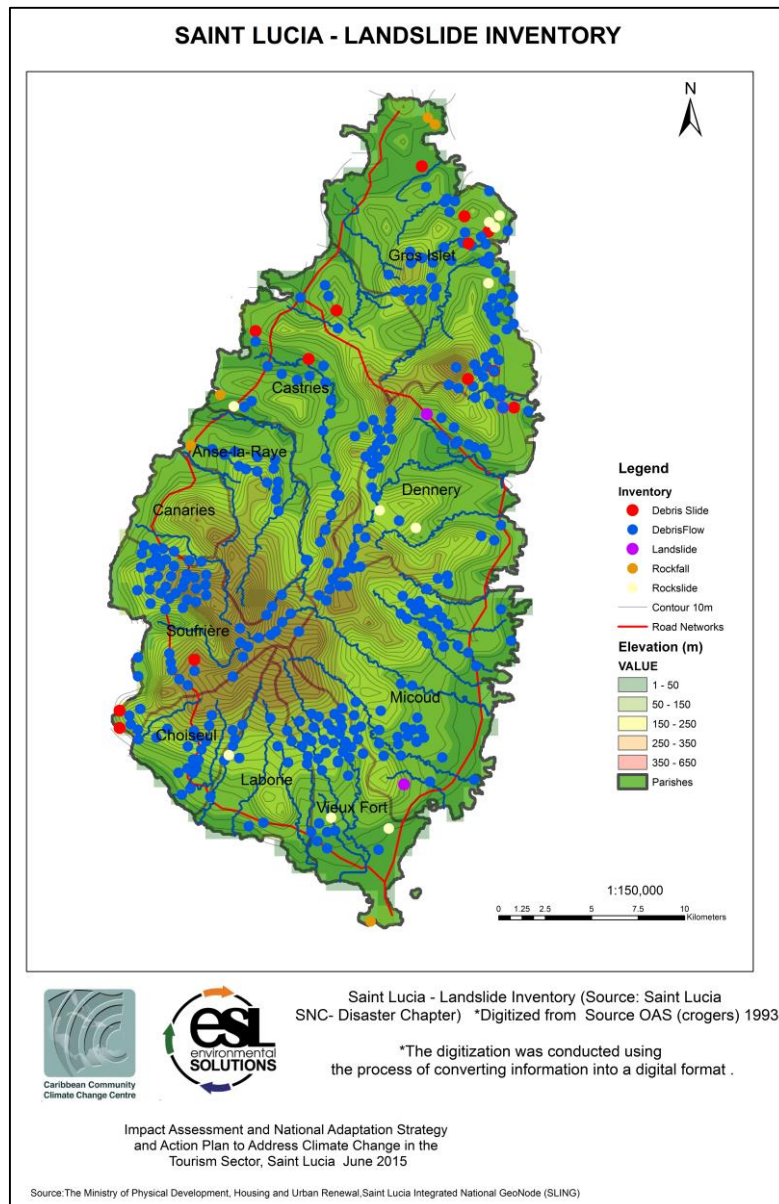 SAINT LUCIA - LANDSLIDE INVENTORY
N
Gros Islet
Castries
Anse-la-Raye
Dennery
Canaries
Soufrière
Micoud
Choiseul
Laborie
Vieux Fort
Legend
Inventory
Debris Slide
DebrisFlow
Landslide
Rockfall
Rockslide
Contour 10m
Road Networks
Elevation (m)
VALUE
1 - 50
50 - 150
150 - 250
250 - 350
350 - 650
Parishes
1:150,000
0 1.25 2.5 5 7.5 10
Kilometers
Caribbean Community
Climate Change Centre
esl
environmental
SOLUTIONS
Saint Lucia - Landslide Inventory (Source: Saint Lucia
SNC- Disaster Chapter) *Digitized from Source OAS (crogers) 1993
*The digitization was conducted using
the process of converting information into a digital format .
Impact Assessment and National Adaptation Strategy
and Action Plan to Address Climate Change in the
Tourism Sector, Saint Lucia June 2015
Source:The Ministry of Physical Development, Housing and Urban Renewal,Saint Lucia Integrated National GeoNode (SLING)